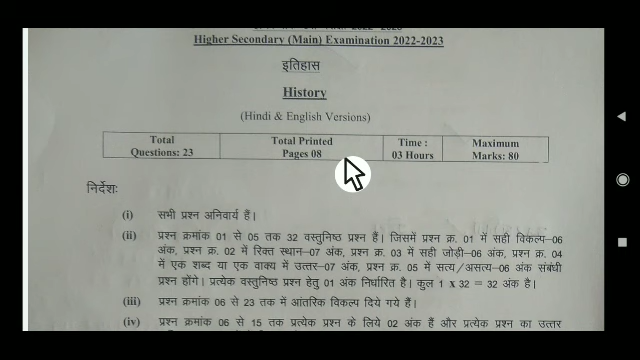 Higher Secondary (Main) Examination 2022-2023
इतिहास
History
(Hindi & English Versions)
Total Questions: 23
Total Printed Pages 08
Time : 03 Hours
Maximum Marks: 80
निर्देशः
(i) सभी प्रश्न अनिवार्य हैं।
(ii) प्रश्न क्रमांक 01 से 05 तक 32 वस्तुनिष्ठ प्रश्न हैं। जिसमें प्रश्न क्र. 01 में सही विकल्प–06
अंक, प्रश्न क्र. 02 में रिक्त स्थान–07 अंक, प्रश्न क्र. 03 में सही जोड़ी–06 अंक, प्रश्न क्र. 04
में एक शब्द या एक वाक्य में उत्तर–07 अंक, प्रश्न क्र. 05 में सत्य/असत्य–06 अंक संबंधी
प्रश्न होंगे। प्रत्येक वस्तुनिष्ठ प्रश्न हेतु 01 अंक निर्धारित है। कुल 1 x 32 = 32 अंक है।
(iii) प्रश्न क्रमांक 06 से 23 तक में आंतरिक विकल्प दिये गये हैं।
(iv) प्रश्न क्रमांक 06 से 15 तक प्रत्येक प्रश्न के लिये 02 अंक हैं और प्रत्येक प्रश्न का उत्तर